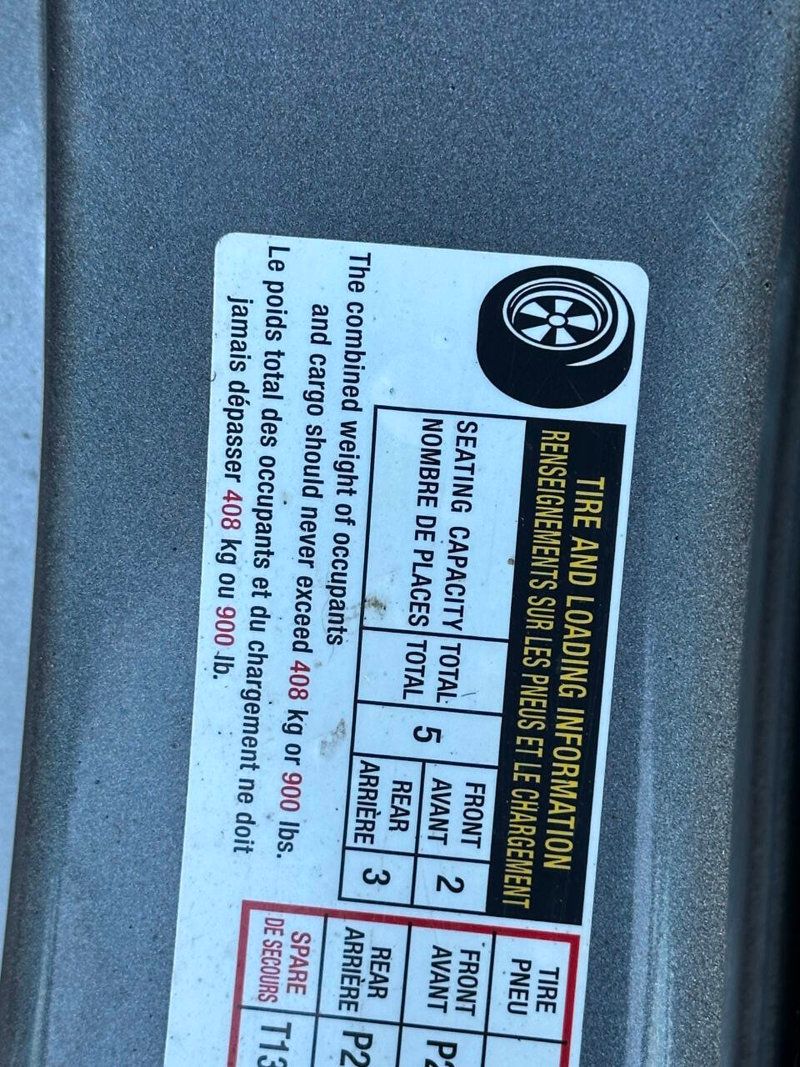 TIRE AND LOADING INFORMATION
RENSEIGNEMENTS SUR LES PNEUS ET LE CHARGEMENT
SEATING CAPACITY
NOMBRE DE PLACES
TOTAL
TOTAL
5
FRONT
AVANT
2
REAR
ARRIÈRE
3
The combined weight of occupants
and cargo should never exceed 408 kg or 900 lbs.
Le poids total des occupants et du chargement ne doit
jamais dépasser 408 kg ou 900 lb.
TIRE
PNEU
FRONT
AVANT
P2
REAR
ARRIÈRE
P2
SPARE
DE SECOURS
T13